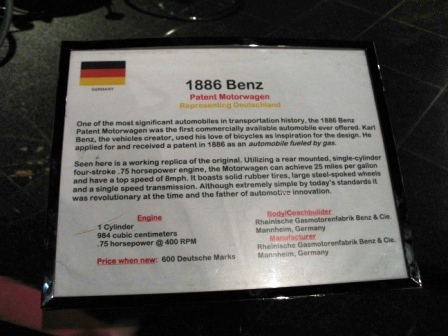 GERMANY
1886 Benz
Patent Motorwagen
Representing Deutschland
One of the most significant automobiles in transportation history, the 1886 Benz
Patent Motorwagen was the first commercially available automobile ever offered. Karl
Benz, the vehicles creator, used his love of bicycles as inspiration for the design. He
applied for and received a patent in 1886 as an automobile fueled by gas.
Seen here is a working replica of the original. Utilizing a rear mounted, single-cylinder
four-stroke .75 horsepower engine, the Motorwagen can achieve 25 miles per gallon
and have a top speed of 8mph. It boasts solid rubber tires, large steel-spoked wheels
and a single speed transmission. Although extremely simple by today's standards it
was revolutionary at the time and the father of automotive innovation.
Engine
1 Cylinder
984 cubic centimeters
.75 horsepower @ 400 RPM
Price when new: 600 Deutsche Marks
Body/Coachbuilder
Rheinische Gasmotorenfabrik Benz & Cie.
Mannheim, Germany
Manufacturer
Rheinische Gasmotorenfabrik Benz & Cie.
Mannheim, Germany